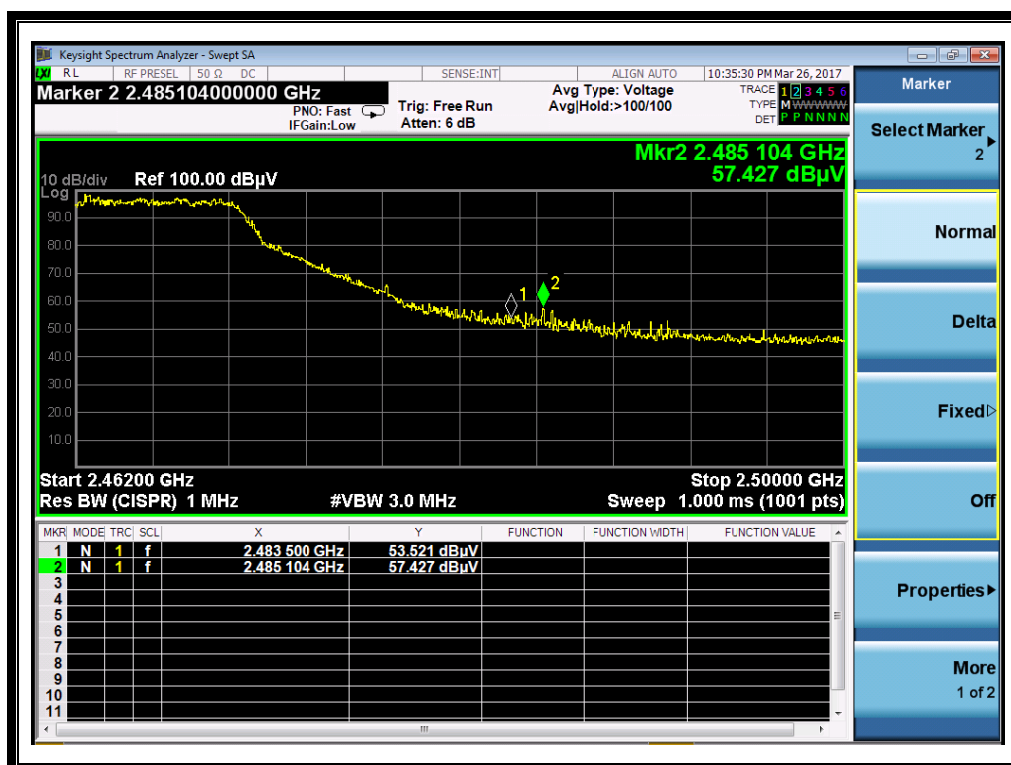 Keysight Spectrum Analyzer - Swept SA
LXI RL RF PRESEL 50 Ω DC SENSE:INT ALIGN AUTO 10:35:30 PM Mar 26, 2017
Marker 2 2.485104000000 GHz
PNO: Fast
IFGain:Low
Trig: Free Run
Atten: 6 dB
Avg Type: Voltage
Avg|Hold:>100/100
TRACE 1 2 3 4 5 6
TYPE M WWWWW
DET P P N N N N
Mkr2 2.485 104 GHz
57.427 dBµV
10 dB/div Ref 100.00 dBµV
Log
90.0
80.0
70.0
60.0
50.0
40.0
30.0
20.0
10.0
1
2
Start 2.46200 GHz Stop 2.50000 GHz
Res BW (CISPR) 1 MHz #VBW 3.0 MHz Sweep 1.000 ms (1001 pts)
MKR MODE TRC SCL X Y FUNCTION FUNCTION WIDTH FUNCTION VALUE
1 N 1 f 2.483 500 GHz 53.521 dBµV
2 N 1 f 2.485 104 GHz 57.427 dBµV
3
4
5
6
7
8
9
10
11
Marker
Select Marker
2
Normal
Delta
Fixed
Off
Properties
More
1 of 2